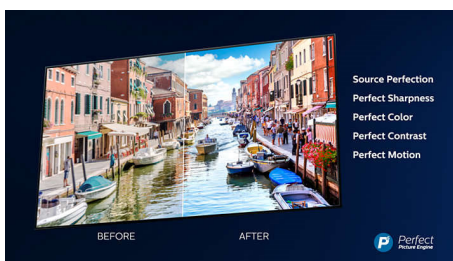 Source Perfection
Perfect Sharpness
Perfect Color
Perfect Contrast
Perfect Motion
BEFORE
AFTER
P
Perfect
Picture Engine